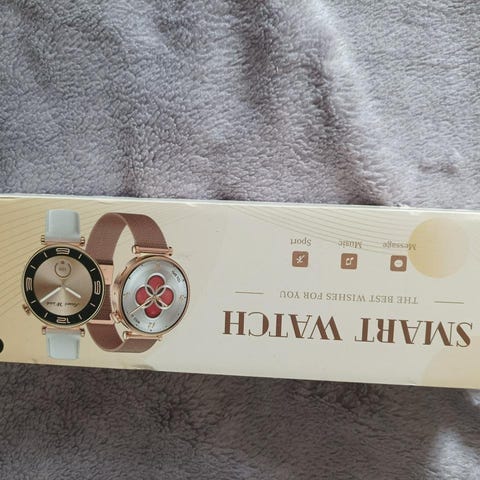 SMART WATCH
THE BEST WISHES FOR YOU
Message Music Sport